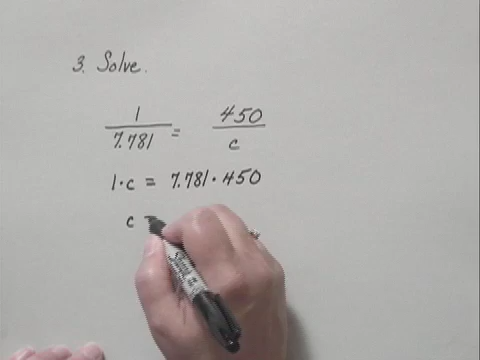 3. Solve.
1/7.781 = 450/c
1·c = 7.781·450
c =